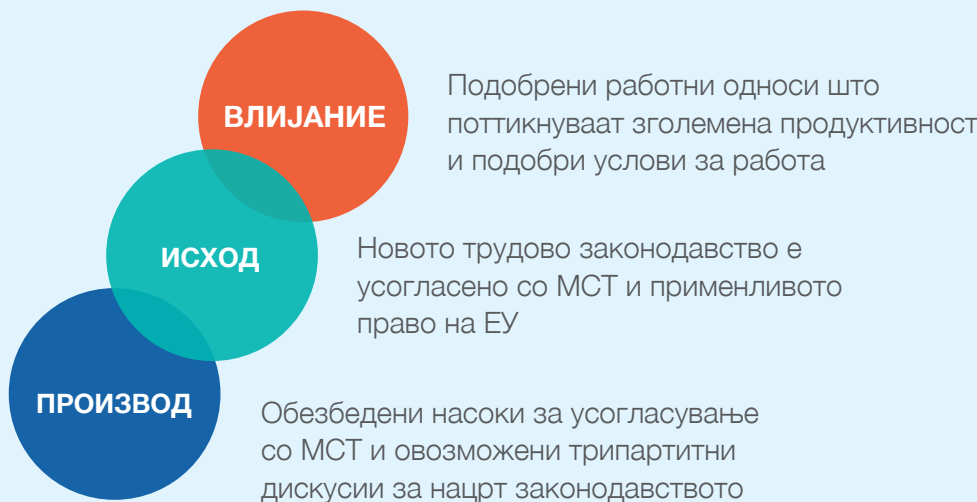 ВЛИЈАНИЕ
Подобрени работни односи што
поттикнуваат зголемена продуктивност
и подобри услови за работа
ИСХОД
Новото трудово законодавство е
усогласено со МСТ и применливото
право на ЕУ
ПРОИЗВОД
Обезбедени насоки за усогласување
со МСТ и овозможени трипартитни
дискусии за нацрт законодавството